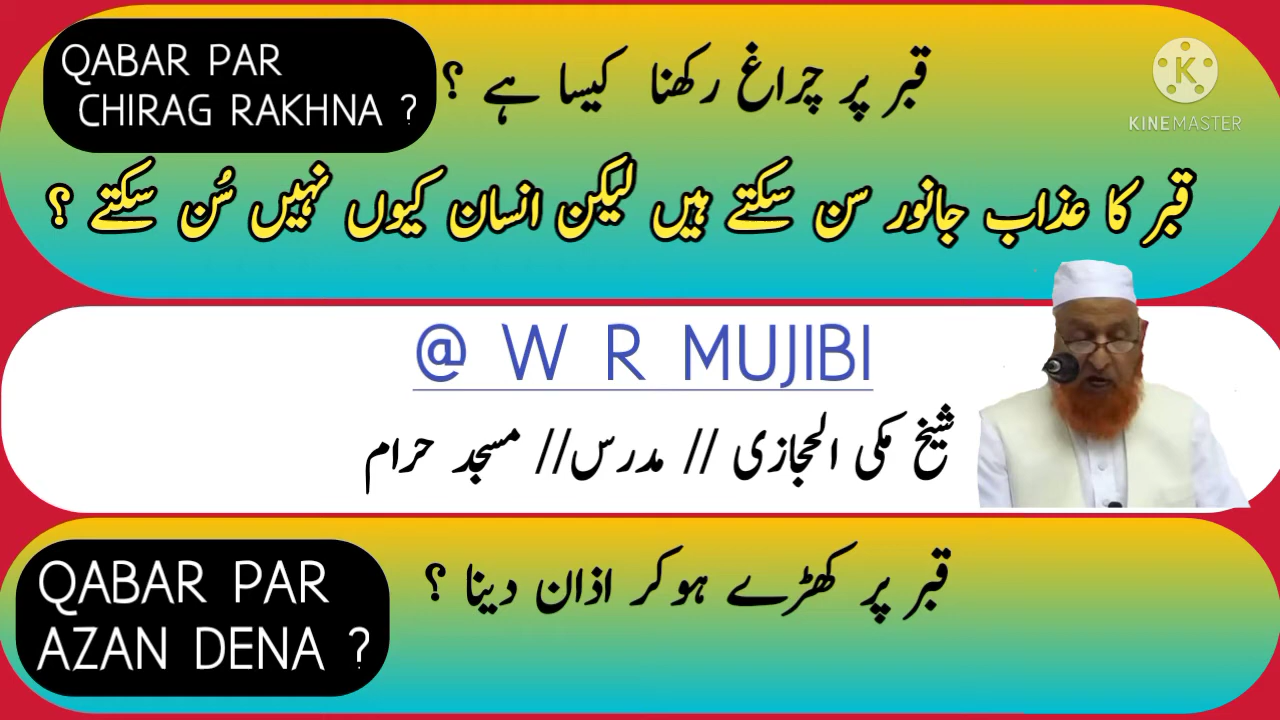 QABAR PAR
CHIRAG RAKHNA ?
قبر پر چراغ رکھنا کیسا ہے ؟
KINEMASTER
قبر کا عذاب جانور سن سکتے ہیں لیکن انسان کیوں نہیں سُن سکتے ؟
@ W R MUJIBI
شیخ مکی الحجازی // مدرس// مسجد حرام
QABAR PAR
AZAN DENA ?
قبر پر کھڑے ہوکر اذان دینا ؟